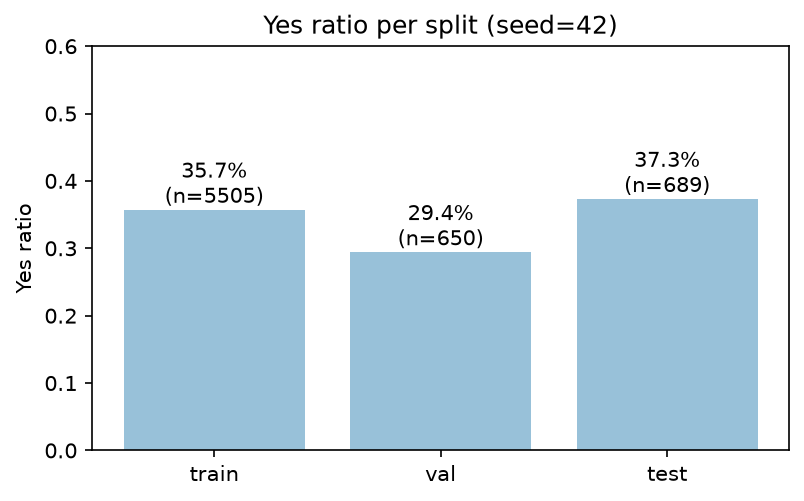 Yes ratio per split (seed=42)
Yes ratio
0.6
0.5
0.4
0.3
0.2
0.1
0.0
35.7%
(n=5505)
29.4%
(n=650)
37.3%
(n=689)
train
val
test